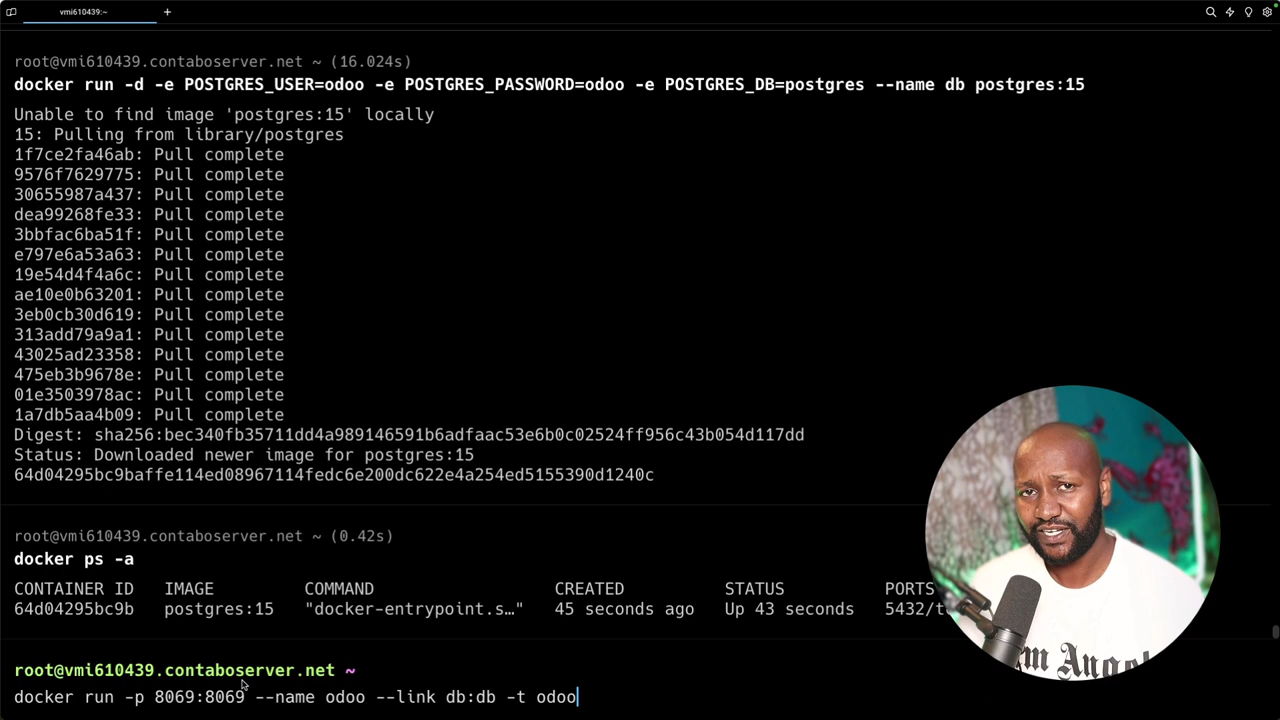 vmi610439:~
root@vmi610439.contaboserver.net ~ (16.024s)
docker run -d -e POSTGRES_USER=odoo -e POSTGRES_PASSWORD=odoo -e POSTGRES_DB=postgres --name db postgres:15
Unable to find image 'postgres:15' locally
15: Pulling from library/postgres
1f7ce2fa46ab: Pull complete
9576f7629775: Pull complete
30655987a437: Pull complete
dea99268fe33: Pull complete
3bbfac6ba51f: Pull complete
e797e6a53a63: Pull complete
19e54d4f4a6c: Pull complete
ae10e0b63201: Pull complete
3eb0cb30d619: Pull complete
313add79a9a1: Pull complete
43025ad23358: Pull complete
475eb3b9678e: Pull complete
01e3503978ac: Pull complete
1a7db5aa4b09: Pull complete
Digest: sha256:bec340fb35711dd4a989146591b6adfaac53e6b0c02524ff956c43b054d117dd
Status: Downloaded newer image for postgres:15
64d04295bc9baffe114ed08967114fedc6e200dc622e4a254ed5155390d1240c
root@vmi610439.contaboserver.net ~ (0.42s)
docker ps -a
CONTAINER ID IMAGE COMMAND CREATED STATUS PORTS
64d04295bc9b postgres:15 "docker-entrypoint.s…" 45 seconds ago Up 43 seconds
root@vmi610439.contaboserver.net ~
docker run -p 8069:8069 --name odoo --link db:db -t odoo